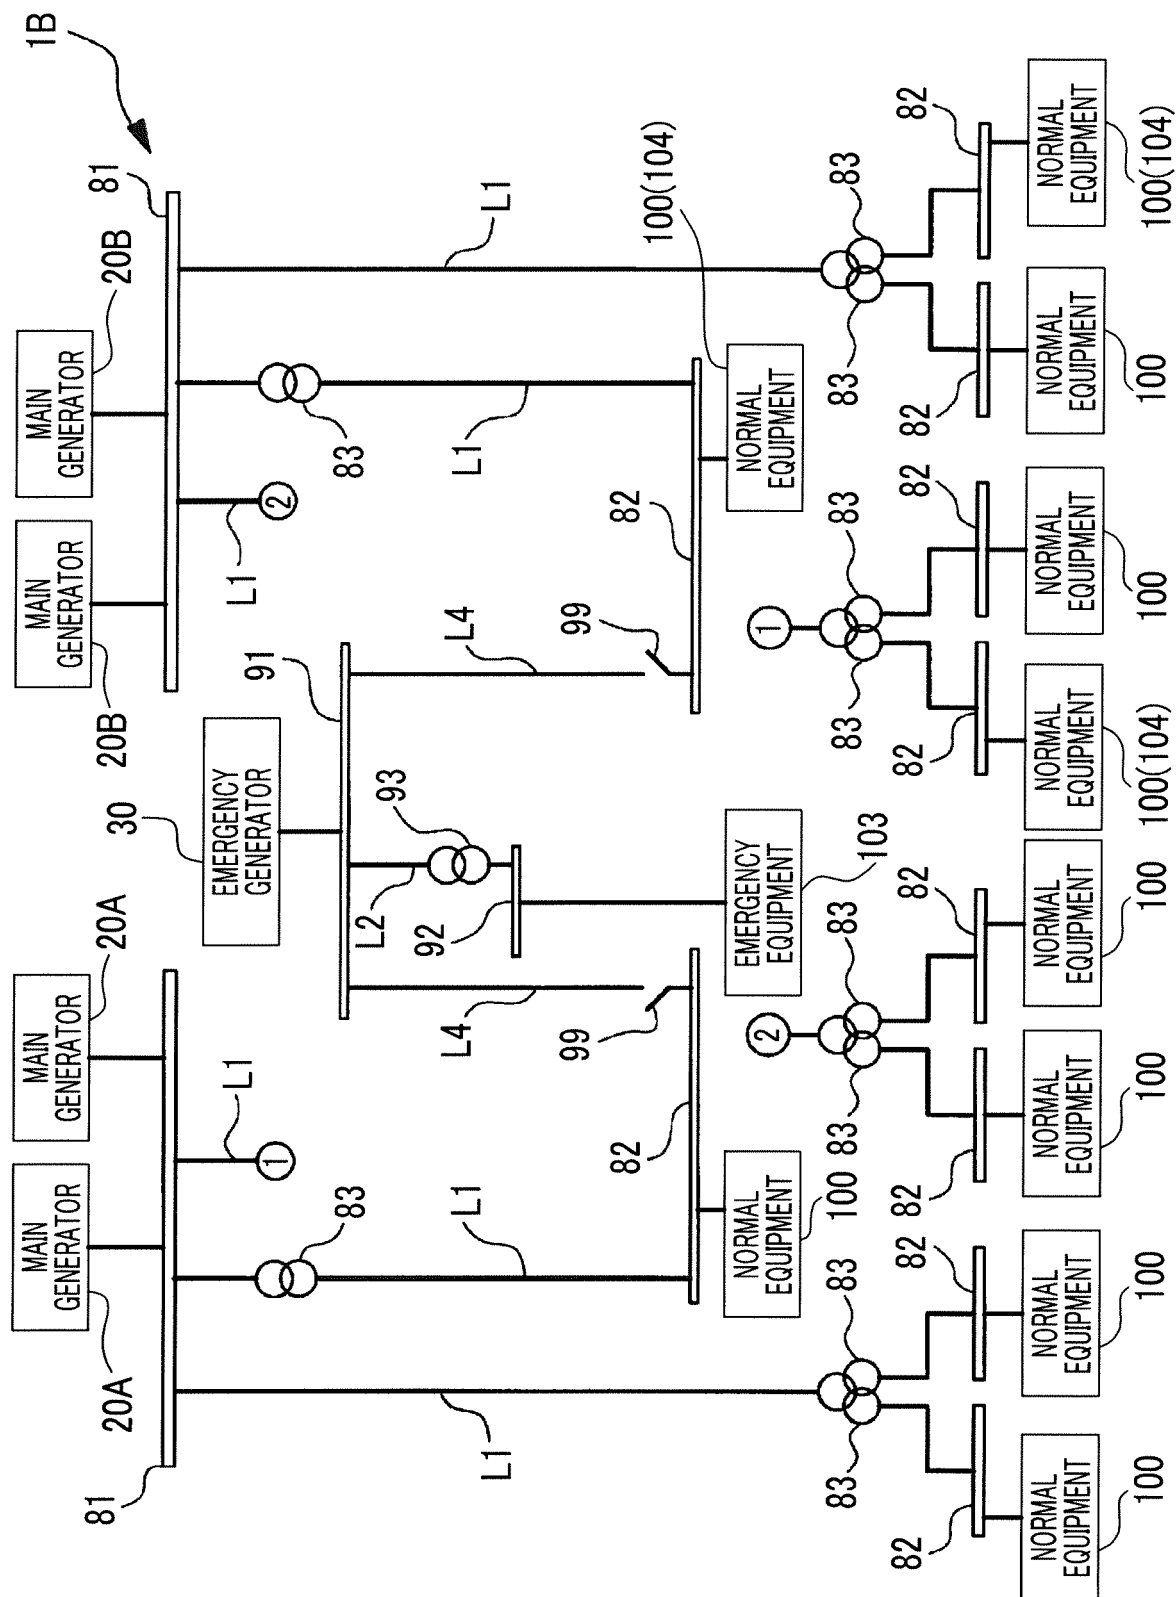 1B
MAIN
GENERATOR
MAIN
GENERATOR
MAIN
GENERATOR
MAIN
GENERATOR
81
20A
20A
30
20B
20B
81
EMERGENCY
GENERATOR
91
L1
L1
1
2
83
83
L2
93
92
L1
L4
L4
L1
L1
L1
99
99
82
82
100(104)
NORMAL
EQUIPMENT
EMERGENCY
EQUIPMENT
NORMAL
EQUIPMENT
100
103
2
1
83
83
83
83
83
83
83
83
82
82
82
82
82
82
82
82
NORMAL
EQUIPMENT
NORMAL
EQUIPMENT
NORMAL
EQUIPMENT
NORMAL
EQUIPMENT
NORMAL
EQUIPMENT
NORMAL
EQUIPMENT
NORMAL
EQUIPMENT
NORMAL
EQUIPMENT
100
100
100
100
100(104)
100
100
100(104)